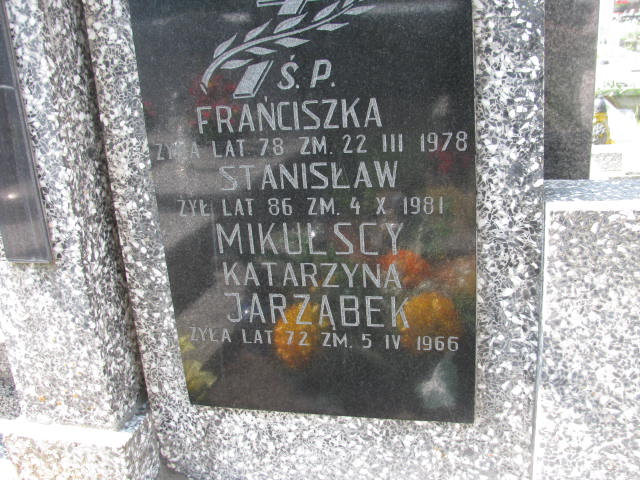 Ś. P.
FRANCISZKA
ŻYŁA LAT 78 ZM. 22 III 1978
STANISŁAW
ŻYŁ LAT 86 ZM. 4 X 1981
MIKULSCY
KATARZYNA
JARZĄBEK
ŻYŁA LAT 72 ZM. 5 IV 1966